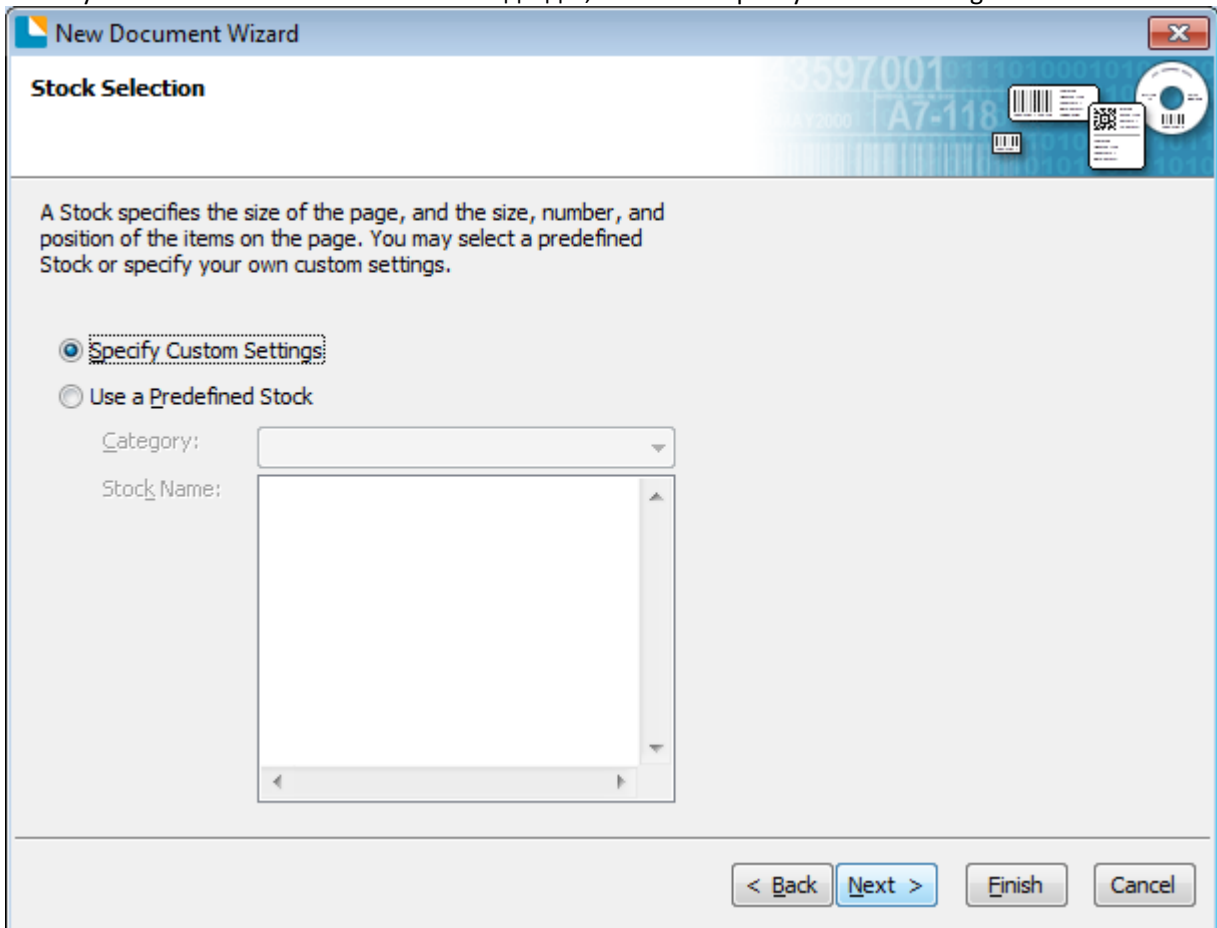 New Document Wizard
Stock Selection
3597001
A7-118
A Stock specifies the size of the page, and the size, number, and
position of the items on the page. You may select a predefined
Stock or specify your own custom settings.
Specify Custom Settings
Use a Predefined Stock
Category:
Stock Name:
< Back Next > Finish Cancel